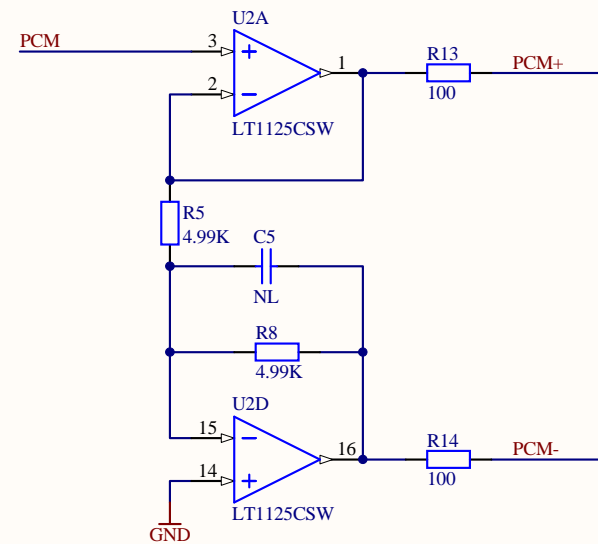 U2A
PCM
3
1
R13
PCM+
2
100
LT1125CSW
R5
4.99K
C5
NL
R8
4.99K
U2D
15
16
R14
PCM-
14
100
LT1125CSW
GND